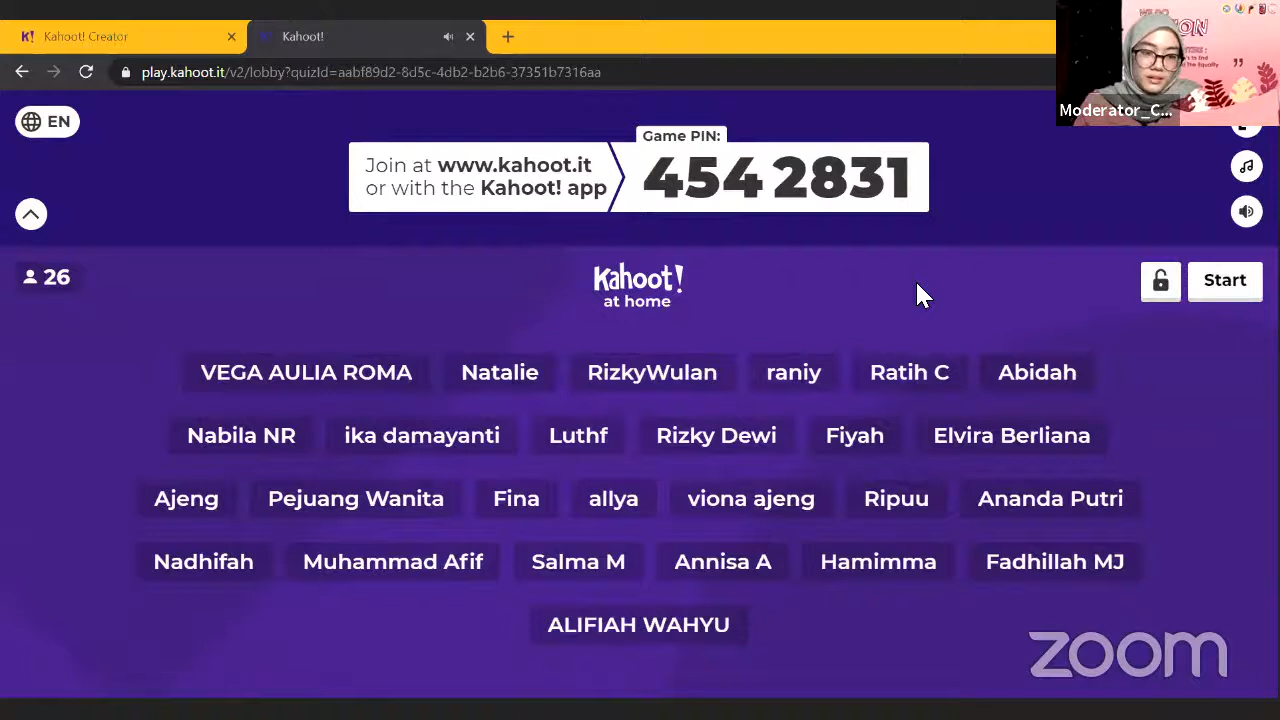 Kahoot! Creator
Kahoot!
play.kahoot.it/v2/lobby?quizId=aabf89d2-8d5c-4db2-b2b6-37351b7316aa
Moderator_C...
EN
Game PIN:
Join at www.kahoot.it
or with the Kahoot! app
454 2831
26
Kahoot!
at home
Start
VEGA AULIA ROMA Natalie RizkyWulan raniy Ratih C Abidah
Nabila NR ika damayanti Luthf Rizky Dewi Fiyah Elvira Berliana
Ajeng Pejuang Wanita Fina allya viona ajeng Ripuu Ananda Putri
Nadhifah Muhammad Afif Salma M Annisa A Hamimma Fadhillah MJ
ALIFIAH WAHYU
zoom